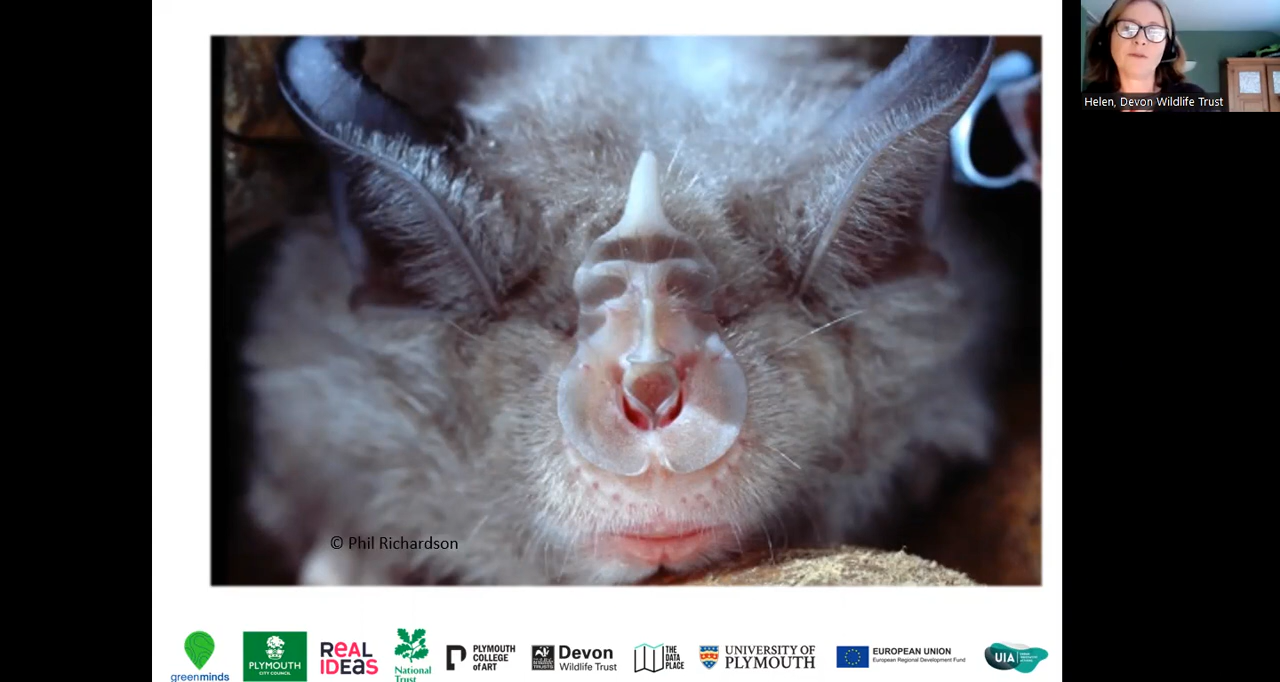 Helen, Devon Wildlife Trust
© Phil Richardson
greenminds
PLYMOUTH
CITY COUNCIL
REAL
IDEAS
National
Trust
PLYMOUTH
COLLEGE
OF ART
Devon
Wildlife Trust
THE
DATA
PLACE
UNIVERSITY OF
PLYMOUTH
EUROPEAN UNION
European Regional Development Fund
UIA